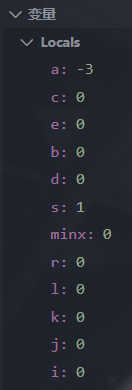 变量
Locals
a: -3
c: 0
e: 0
b: 0
d: 0
s: 1
minx: 0
r: 0
l: 0
k: 0
j: 0
i: 0